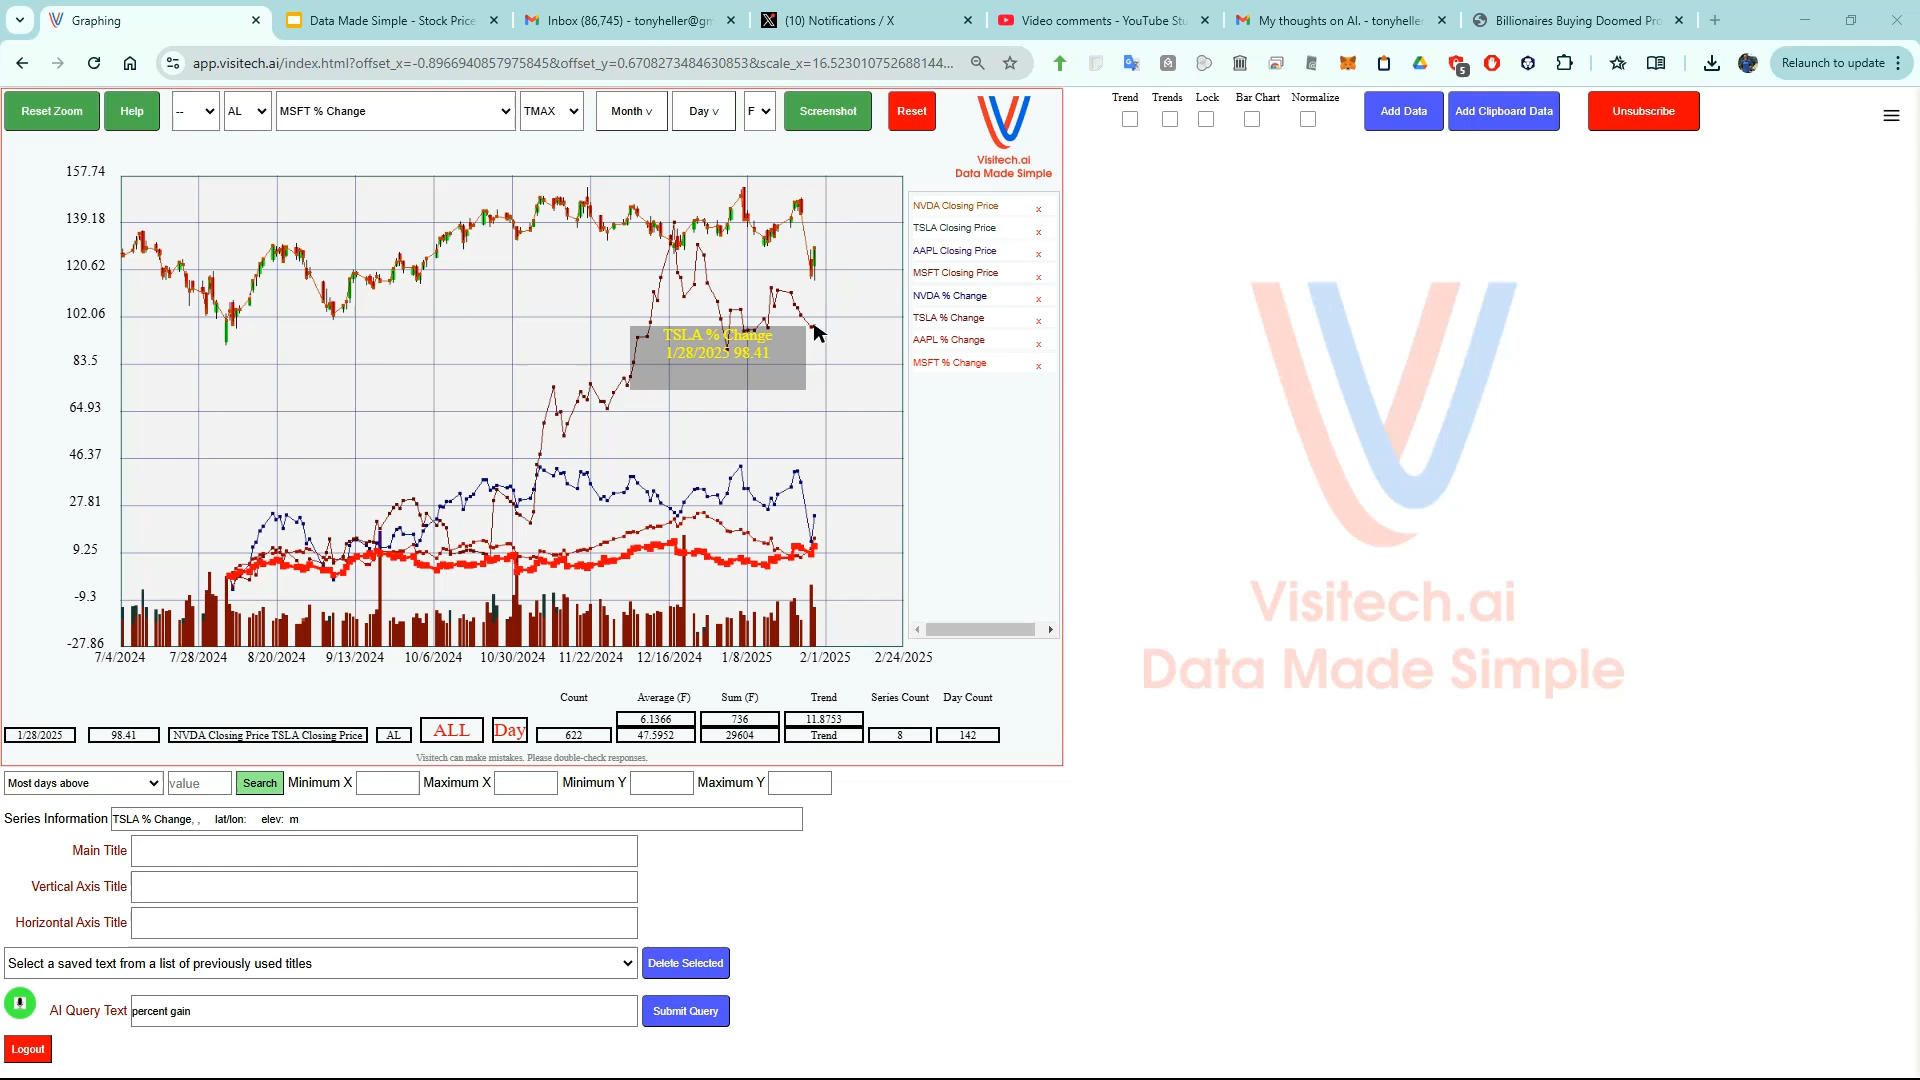 Graphing
Data Made Simple - Stock Price
Inbox (86,745) - tonyheller@gm
(10) Notifications / X
Video comments - YouTube Stu
My thoughts on AI. - tonyheller
Billionaires Buying Doomed Pro
app.visitech.ai/index.html?offset_x=-0.8966940857975845&offset_y=0.6708273484630853&scale_x=16.523010752688144...
5
Relaunch to update
Reset Zoom
Help
--
AL
MSFT % Change
TMAX
Month v
Day v
F
Screenshot
Reset
Visitech.ai
Data Made Simple
Trend
Trends
Lock
Bar Chart
Normalize
Add Data
Add Clipboard Data
Unsubscribe
157.74
139.18
120.62
102.06
83.5
64.93
46.37
27.81
9.25
-9.3
-27.86
7/4/2024
7/28/2024
8/20/2024
9/13/2024
10/6/2024
10/30/2024
11/22/2024
12/16/2024
1/8/2025
2/1/2025
2/24/2025
TSLA % Change
1/28/2025 98.41
NVDA Closing Price x
TSLA Closing Price x
AAPL Closing Price x
MSFT Closing Price x
NVDA % Change x
TSLA % Change x
AAPL % Change x
MSFT % Change x
Visitech.ai
Data Made Simple
Count
Average (F)
Sum (F)
Trend
Series Count
Day Count
6.1366
736
11.8753
1/28/2025
98.41
NVDA Closing Price TSLA Closing Price
AL
ALL
Day
622
47.5952
29604
Trend
8
142
Visitech can make mistakes. Please double-check responses.
Most days above
value
Search
Minimum X
Maximum X
Minimum Y
Maximum Y
Series Information
TSLA % Change, , lat/lon: elev: m
Main Title
Vertical Axis Title
Horizontal Axis Title
Select a saved text from a list of previously used titles
Delete Selected
AI Query Text
percent gain
Submit Query
Logout